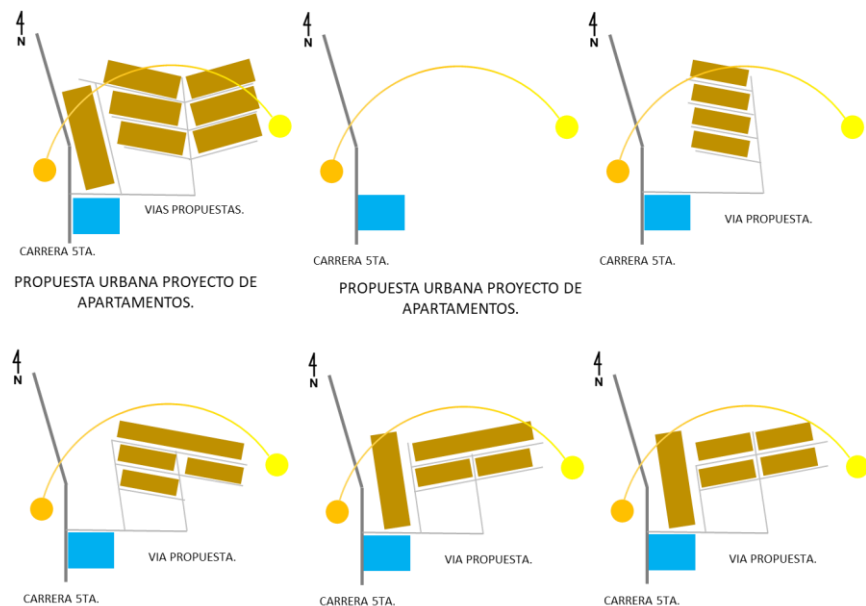 N
N
N
VIAS PROPUESTAS.
VIA PROPUESTA.
CARRERA 5TA.
CARRERA 5TA.
CARRERA 5TA.
PROPUESTA URBANA PROYECTO DE
APARTAMENTOS.
PROPUESTA URBANA PROYECTO DE
APARTAMENTOS.
N
N
N
VIA PROPUESTA.
VIA PROPUESTA.
VIA PROPUESTA.
CARRERA 5TA.
CARRERA 5TA.
CARRERA 5TA.